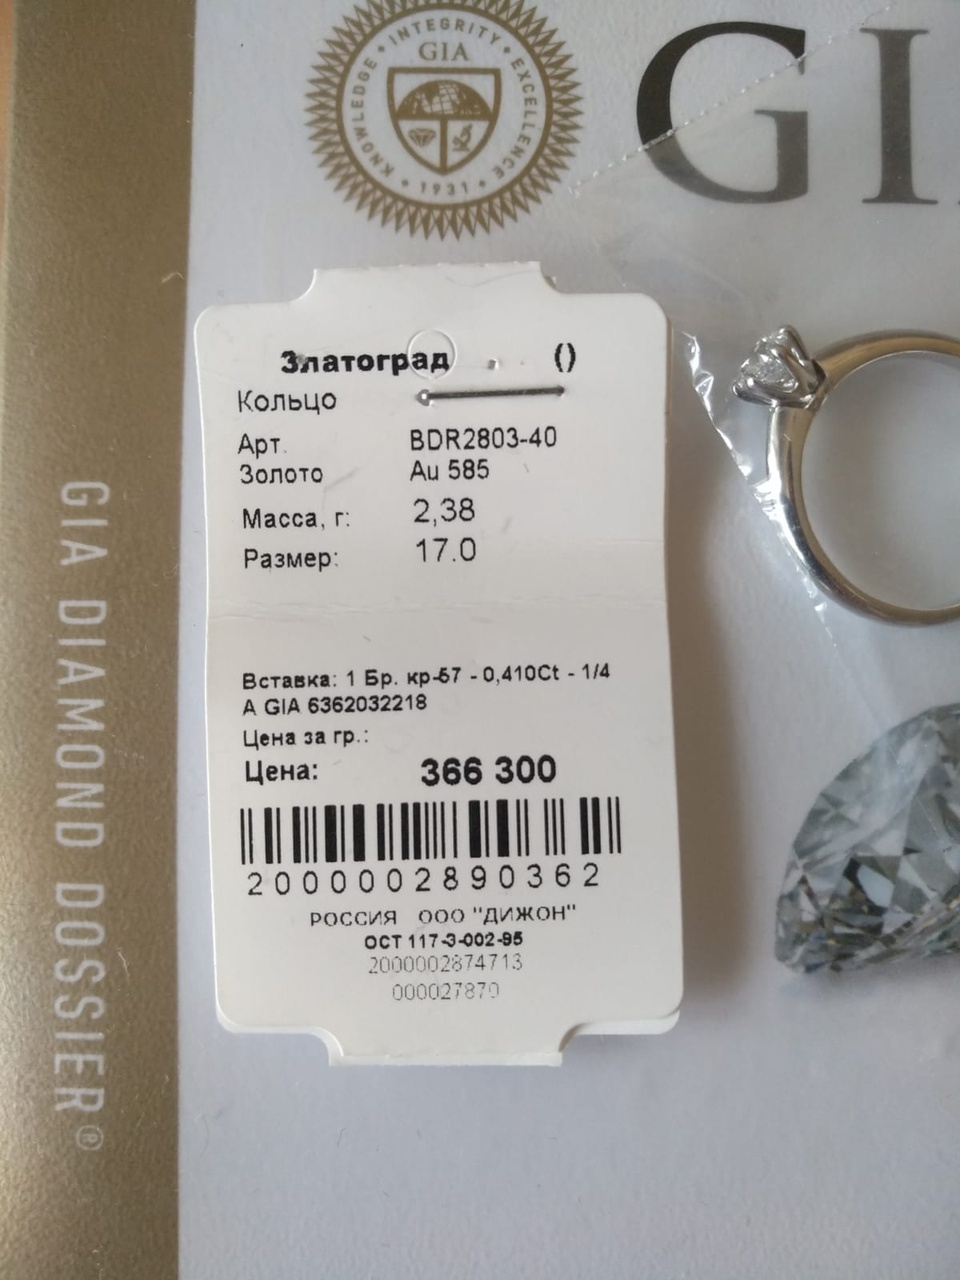 KNOWLEDGE • INTEGRITY • EXCELLENCE
GIA
• 1931 •
GI
GIA DIAMOND DOSSIER®
Златоград ()
Кольцо
Арт. BDR2803-40
Золото Au 585
Масса, г: 2,38
Размер: 17.0
Вставка: 1 Бр. кр-57 - 0,410Ct - 1/4
А GIA 6362032218
Цена за гр.:
Цена: 366 300
2000002890362
РОССИЯ ООО "ДИЖОН"
ОСТ 117-3-002-95
2000002874713
000027870